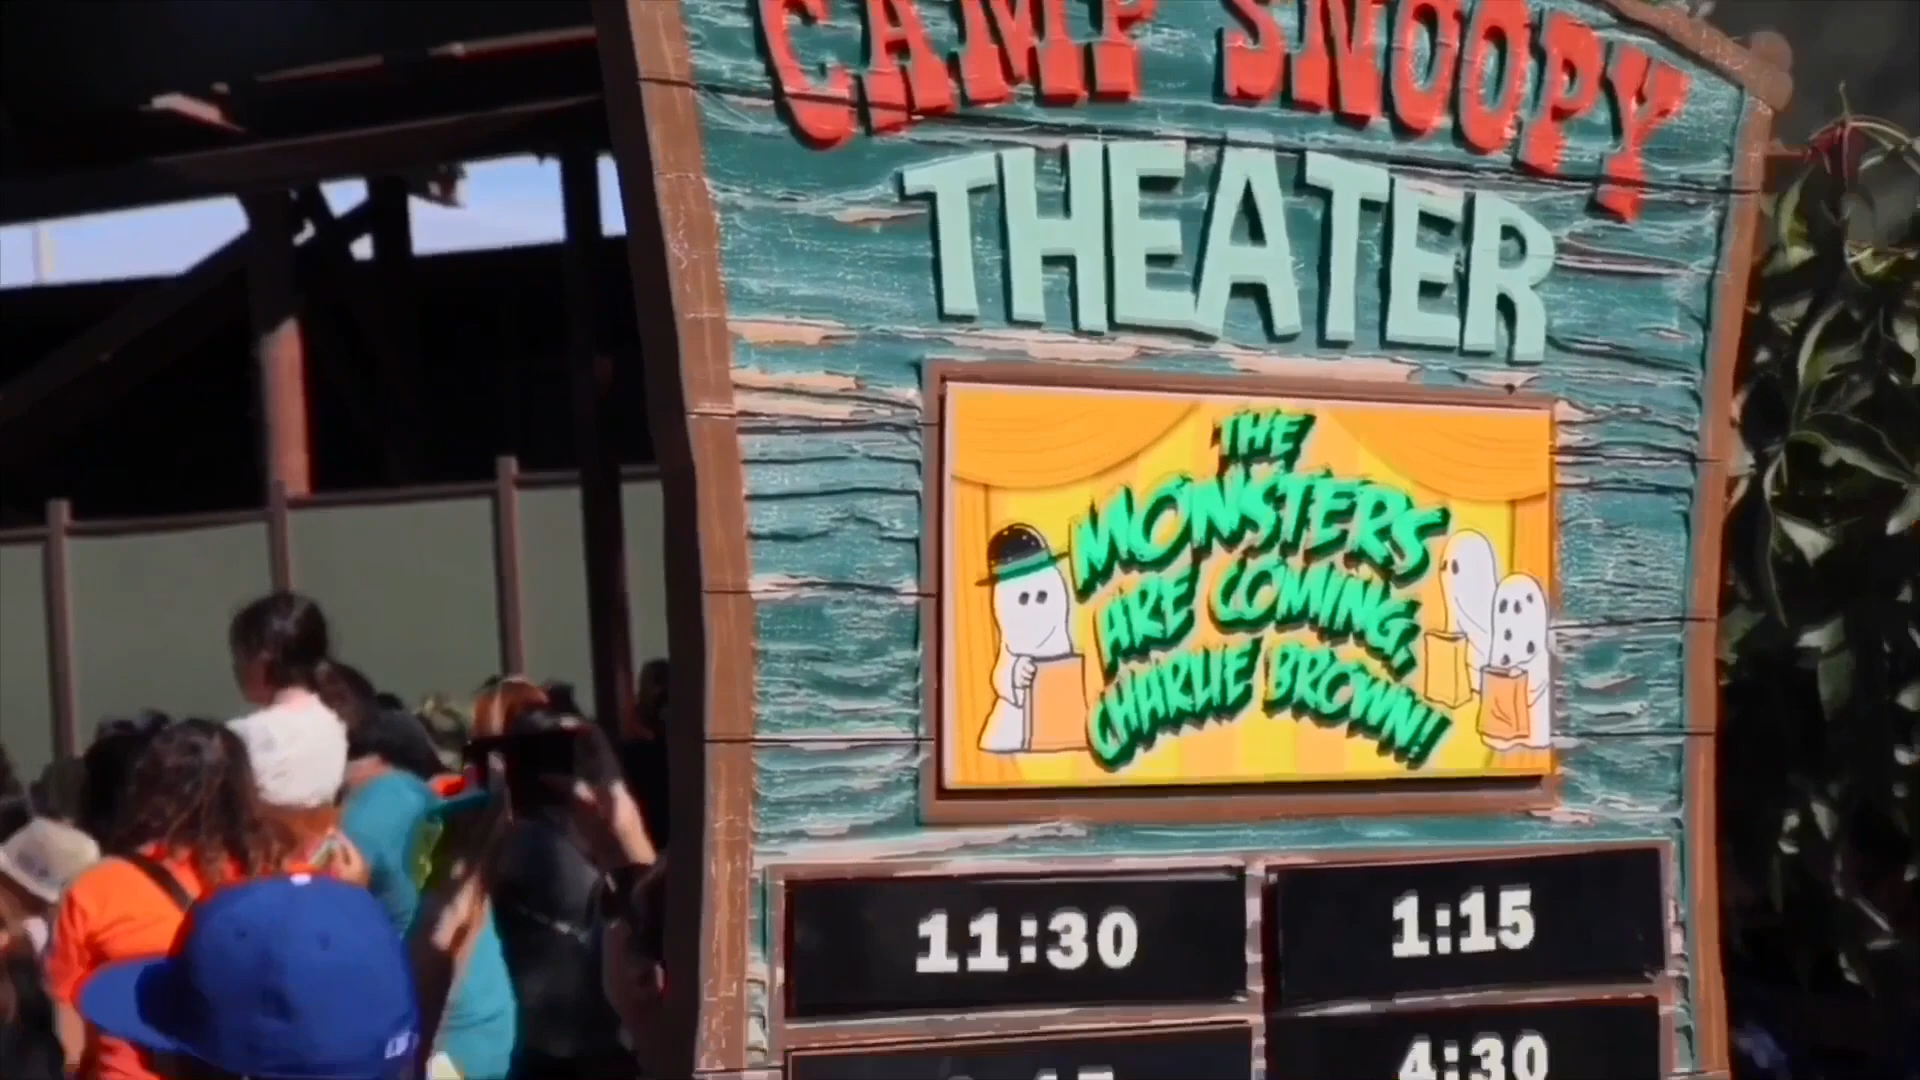 CAMP SNOOPY
THEATER
THE
MONSTERS
ARE COMING,
CHARLIE BROWN!!
11:30
1:15
4:30